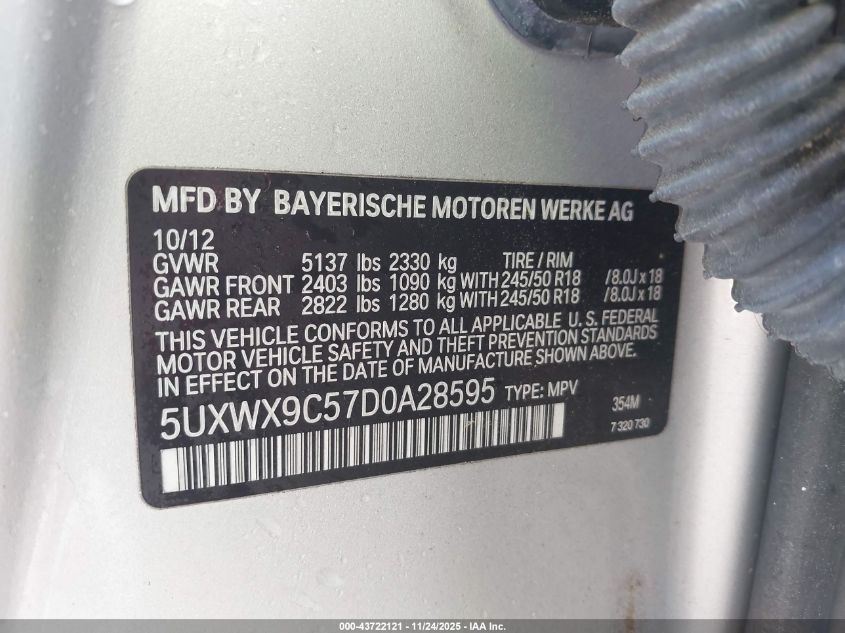 MFD BY BAYERISCHE MOTOREN WERKE AG
10/12
GVWR 5137 lbs 2330 kg TIRE / RIM
GAWR FRONT 2403 lbs 1090 kg WITH 245/50 R18 / 8.0J x 18
GAWR REAR 2822 lbs 1280 kg WITH 245/50 R18 / 8.0J x 18
THIS VEHICLE CONFORMS TO ALL APPLICABLE U.S. FEDERAL
MOTOR VEHICLE SAFETY AND THEFT PREVENTION STANDARDS
IN EFFECT ON THE DATE OF MANUFACTURE SHOWN ABOVE.
5UXWX9C57D0A28595 TYPE: MPV
354M
7 320 730
000-43722121 - 11/24/2025 - IAA Inc.